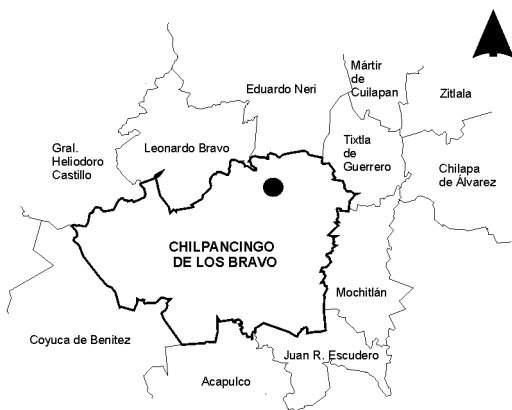 Mártir
de
Cuilapan
Eduardo Neri
Zitlala
Gral.
Heliodoro
Castillo
Leonardo Bravo
Tixtla
de
Guerrero
Chilapa
de Álvarez
CHILPANCINGO
DE LOS BRAVO
Mochitlán
Coyuca de Benitez
Juan R. Escudero
Acapulco